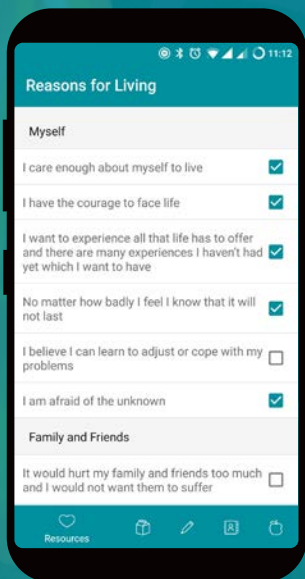 11:12
Reasons for Living
Myself
I care enough about myself to live
I have the courage to face life
I want to experience all that life has to offer
and there are many experiences I haven't had
yet which I want to have
No matter how badly I feel I know that it will
not last
I believe I can learn to adjust or cope with my
problems
I am afraid of the unknown
Family and Friends
It would hurt my family and friends too much
and I would not want them to suffer
Resources